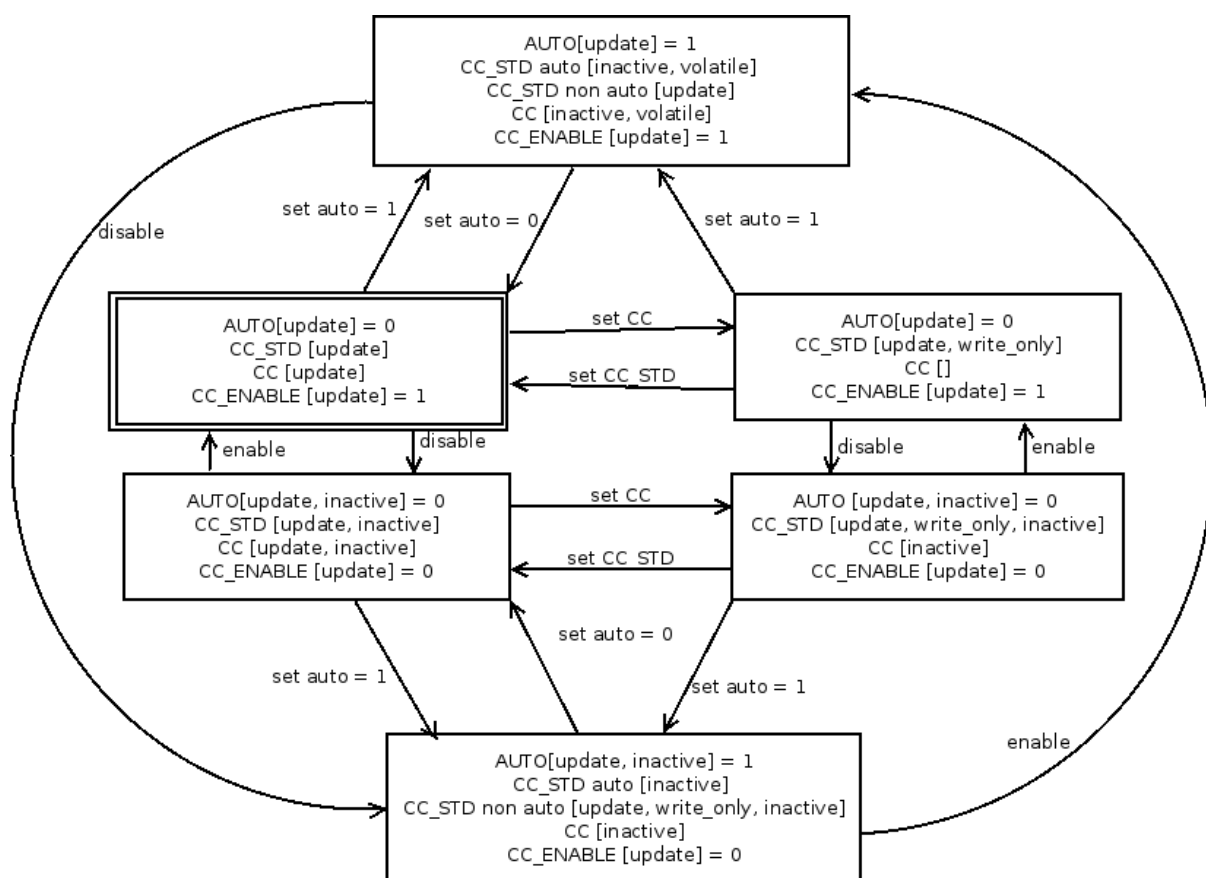 AUTO[update] = 1
CC_STD auto [inactive, volatile]
CC_STD non auto [update]
CC [inactive, volatile]
CC_ENABLE [update] = 1
set auto = 1
set auto = 0
set auto = 1
disable
AUTO[update] = 0
CC_STD [update]
CC [update]
CC_ENABLE [update] = 1
set CC
set CC_STD
AUTO[update] = 0
CC_STD [update, write_only]
CC []
CC_ENABLE [update] = 1
enable
disable
disable
enable
AUTO[update, inactive] = 0
CC_STD [update, inactive]
CC [update, inactive]
CC_ENABLE [update] = 0
set CC
set CC_STD
AUTO [update, inactive] = 0
CC_STD [update, write_only, inactive]
CC [inactive]
CC_ENABLE [update] = 0
set auto = 1
set auto = 0
set auto = 1
enable
AUTO[update, inactive] = 1
CC_STD auto [inactive]
CC_STD non auto [update, write_only, inactive]
CC [inactive]
CC_ENABLE [update] = 0